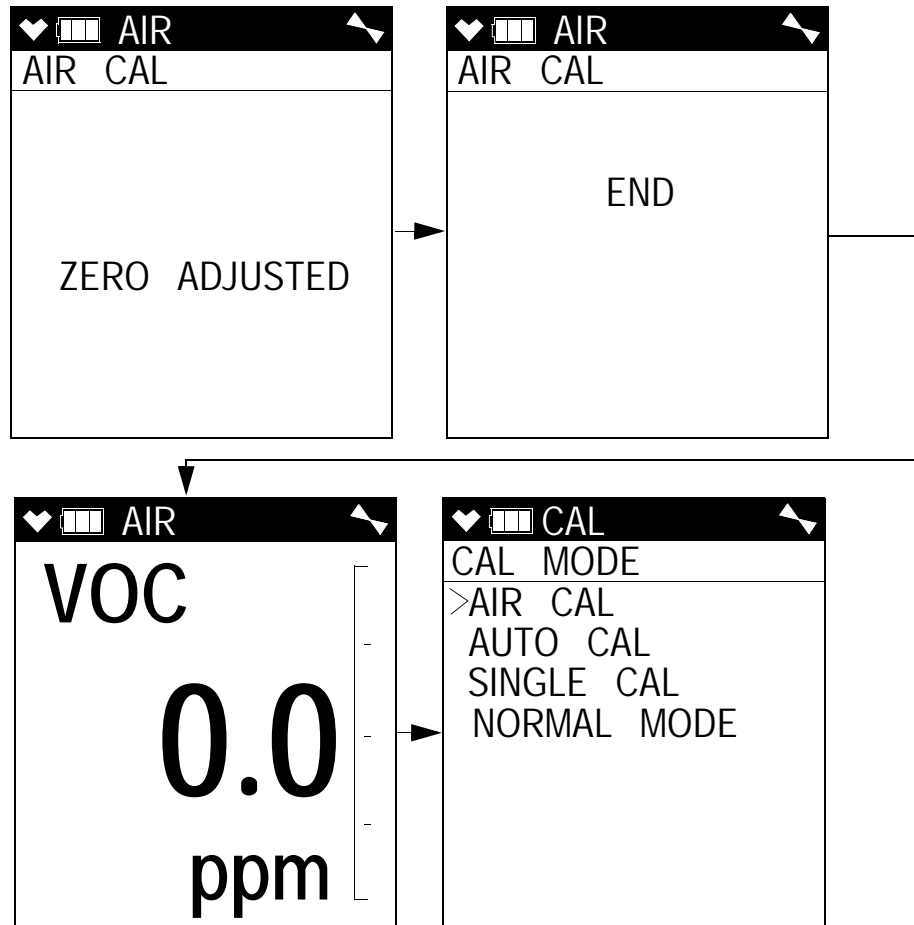 AIR
AIR CAL
ZERO ADJUSTED
AIR
AIR CAL
END
AIR
VOC
0.0
ppm
CAL
CAL MODE
>AIR CAL
AUTO CAL
SINGLE CAL
NORMAL MODE